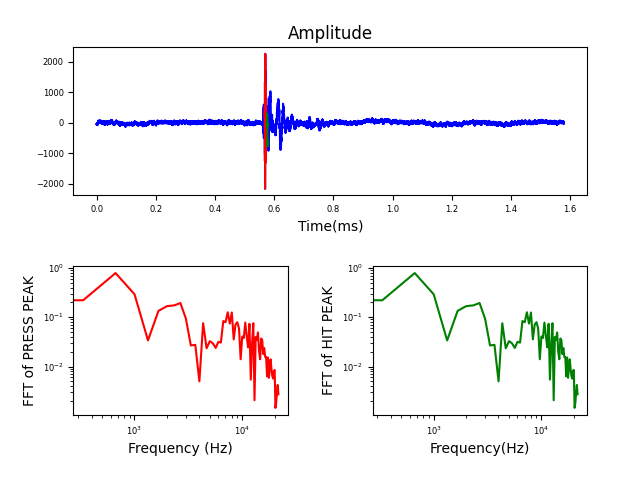 Amplitude
2000
1000
0
−1000
−2000
0.0 0.2 0.4 0.6 0.8 1.0 1.2 1.4 1.6
Time(ms)
FFT of PRESS PEAK
10⁰
10⁻¹
10⁻²
10³ 10⁴
Frequency (Hz)
FFT of HIT PEAK
10⁰
10⁻¹
10⁻²
10³ 10⁴
Frequency(Hz)